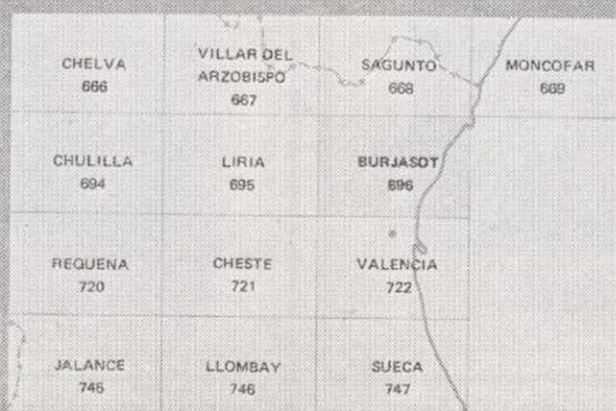 CHELVA
666
VILLAR DEL
ARZOBISPO
667
SAGUNTO
668
MONCOFAR
669
CHULILLA
694
LIRIA
695
BURJASOT
696
REQUENA
720
CHESTE
721
VALENCIA
722
JALANCE
745
LLOMBAY
746
SUECA
747